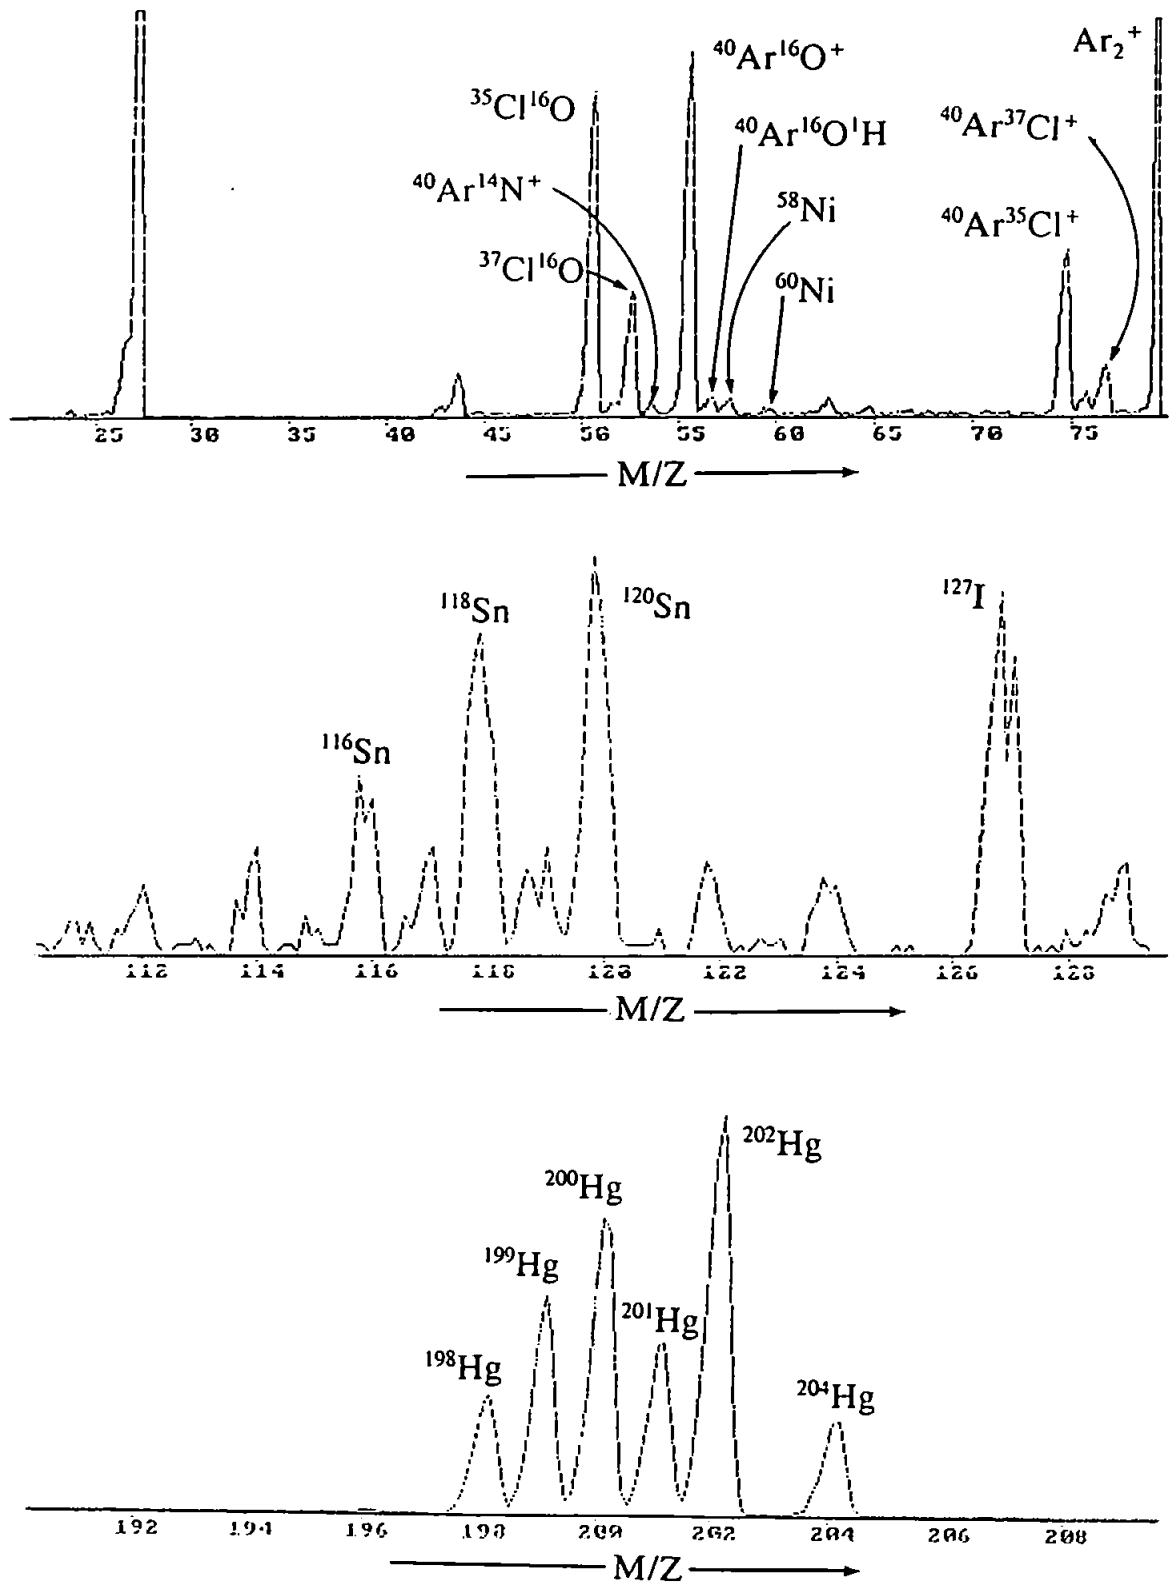 Ar₂⁺
⁴⁰Ar¹⁶O⁺
³⁵Cl¹⁶O
⁴⁰Ar³⁷Cl⁺
⁴⁰Ar¹⁶O¹H
⁴⁰Ar¹⁴N⁺
⁵⁸Ni
⁴⁰Ar³⁵Cl⁺
³⁷Cl¹⁶O
⁶⁰Ni
25 30 35 40 45 50 55 60 65 70 75
M/Z
¹¹⁸Sn
¹²⁰Sn
¹²⁷I
¹¹⁶Sn
112 114 116 118 120 122 124 126 128
M/Z
²⁰²Hg
²⁰⁰Hg
¹⁹⁹Hg
²⁰¹Hg
¹⁹⁸Hg
²⁰⁴Hg
192 194 196 198 200 202 204 206 208
M/Z